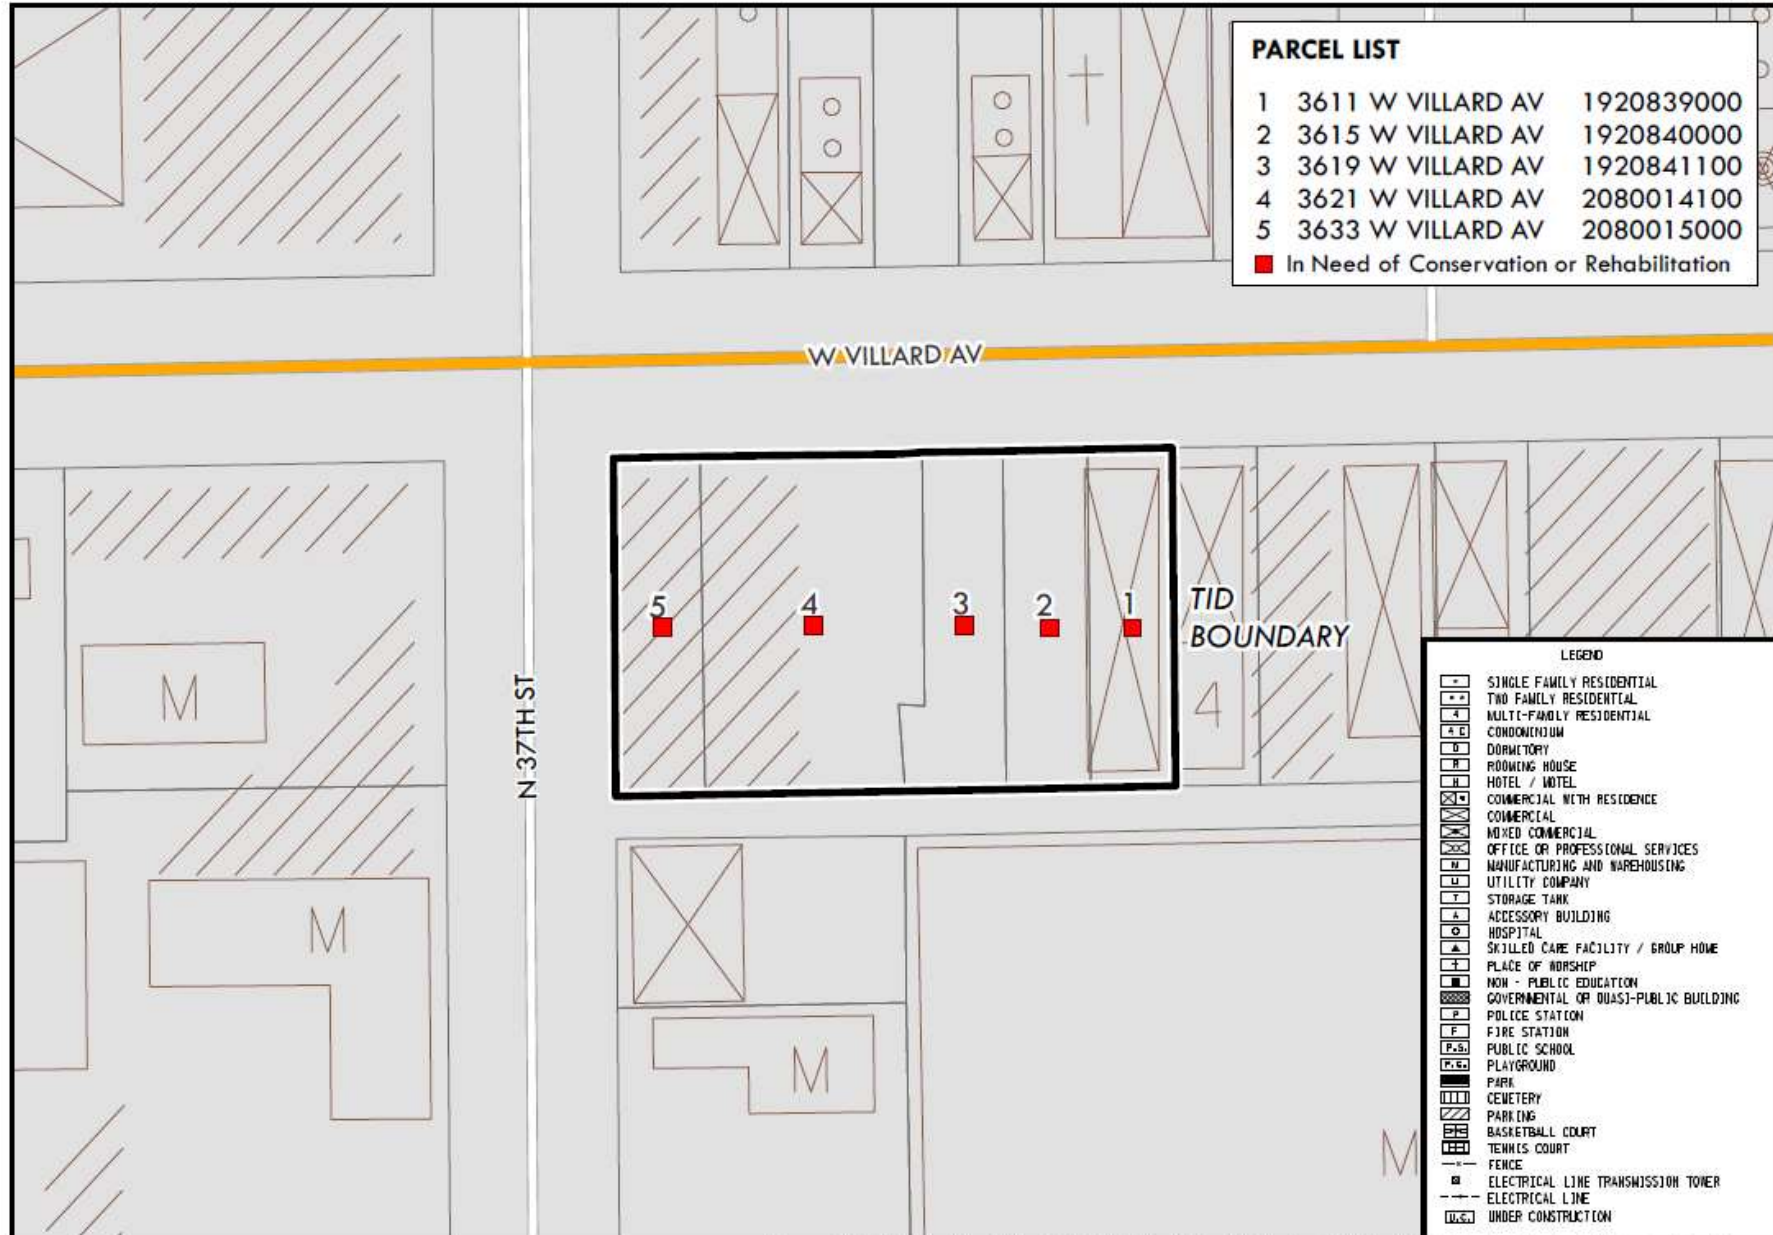 PARCEL LIST
1 3611 W VILLARD AV 1920839000
2 3615 W VILLARD AV 1920840000
3 3619 W VILLARD AV 1920841100
4 3621 W VILLARD AV 2080014100
5 3633 W VILLARD AV 2080015000
In Need of Conservation or Rehabilitation
W VILLARD AV
5 4 3 2 1
TID
BOUNDARY
4
N 37TH ST
M
M
M
M
LEGEND
SINGLE FAMILY RESIDENTIAL
TWO FAMILY RESIDENTIAL
4 MULTI-FAMILY RESIDENTIAL
4 C CONDOMINIUM
D DORMITORY
R ROOMING HOUSE
H HOTEL / MOTEL
COMMERCIAL WITH RESIDENCE
COMMERCIAL
MIXED COMMERCIAL
OFFICE OR PROFESSIONAL SERVICES
M MANUFACTURING AND WAREHOUSING
U UTILITY COMPANY
T STORAGE TANK
A ACCESSORY BUILDING
HOSPITAL
SKILLED CARE FACILITY / GROUP HOME
PLACE OF WORSHIP
NON - PUBLIC EDUCATION
GOVERNMENTAL OR QUASI-PUBLIC BUILDING
P POLICE STATION
F FIRE STATION
P.S. PUBLIC SCHOOL
P.G. PLAYGROUND
PARK
CEMETERY
PARKING
BASKETBALL COURT
TENNIS COURT
FENCE
ELECTRICAL LINE TRANSMISSION TOWER
ELECTRICAL LINE
U.C. UNDER CONSTRUCTION